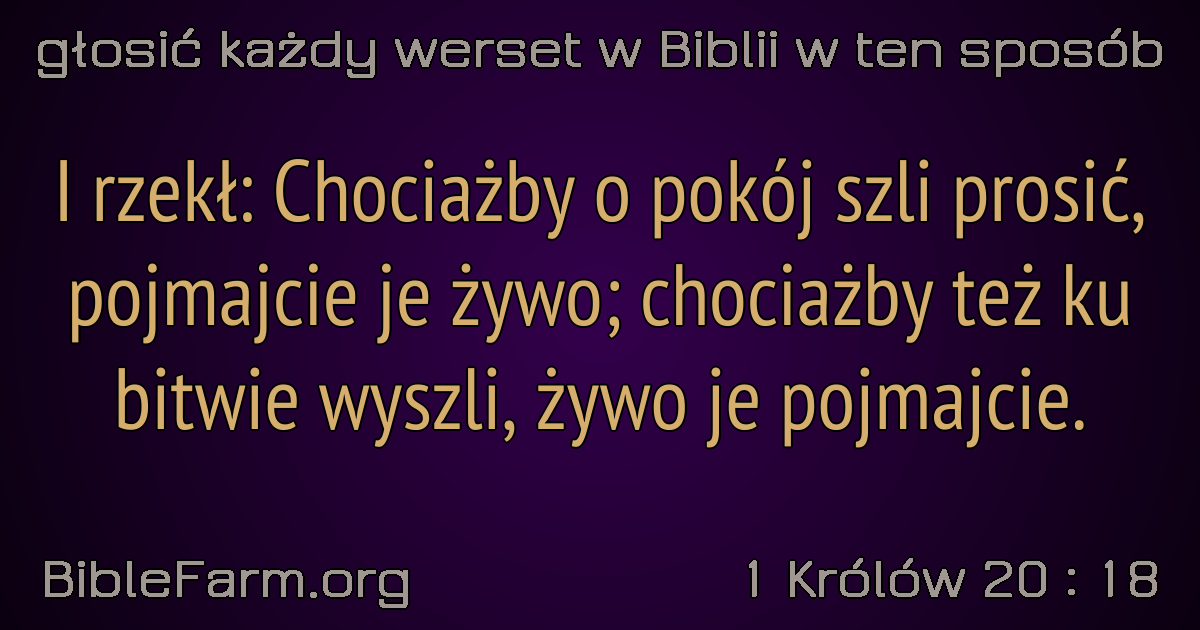 głosić każdy werset w Biblii w ten sposób
I rzekł: Chociażby o pokój szli prosić,
pojmajcie je żywo; chociażby też ku
bitwie wyszli, żywo je pojmajcie.
BibleFarm.org
1 Królów 20 : 18